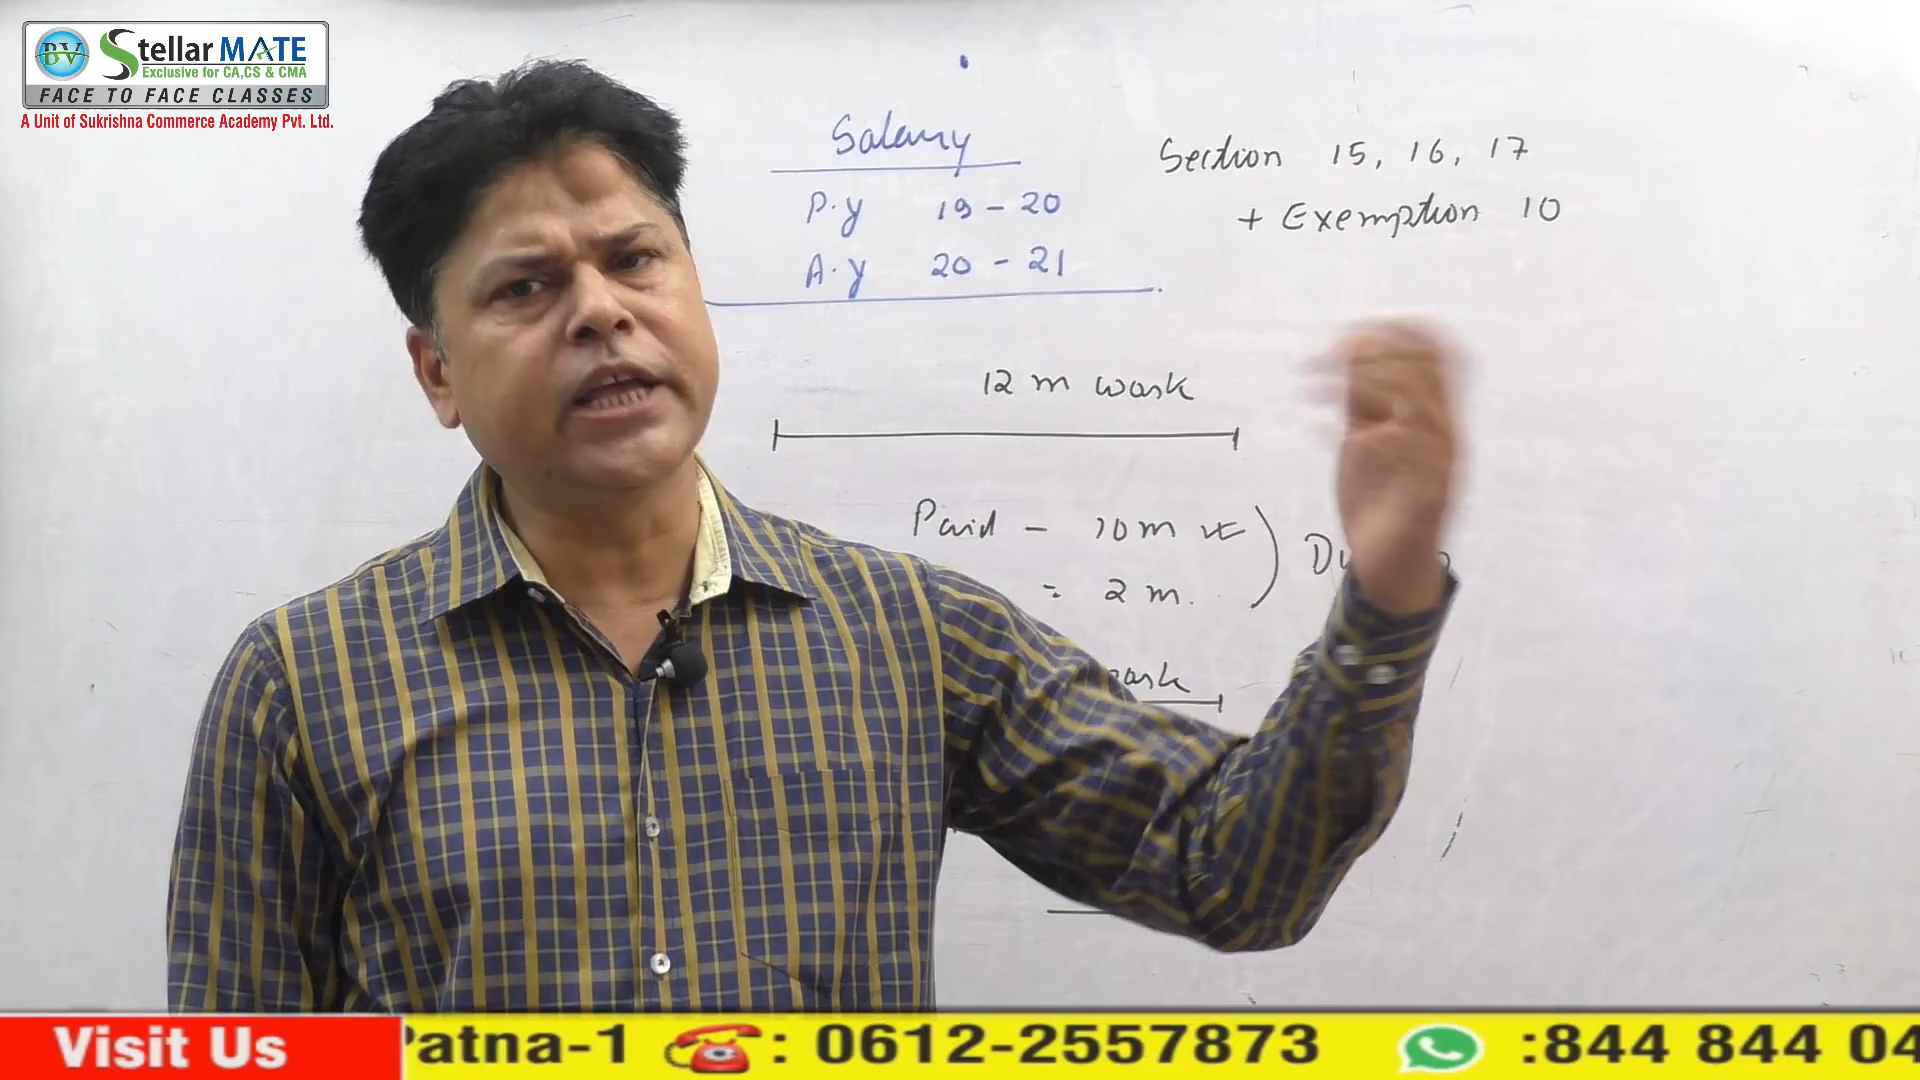 BV Stellar MATE
Exclusive for CA,CS & CMA
FACE TO FACE CLASSES
A Unit of Sukrishna Commerce Academy Pvt. Ltd.
Salary
P.y 19 - 20
A.y 20 - 21
Section 15, 16, 17
+ Exemption 10
12 m work
Paid - 10 m
= 2 m.
Visit Us
Patna-1 : 0612-2557873 :844 844 04